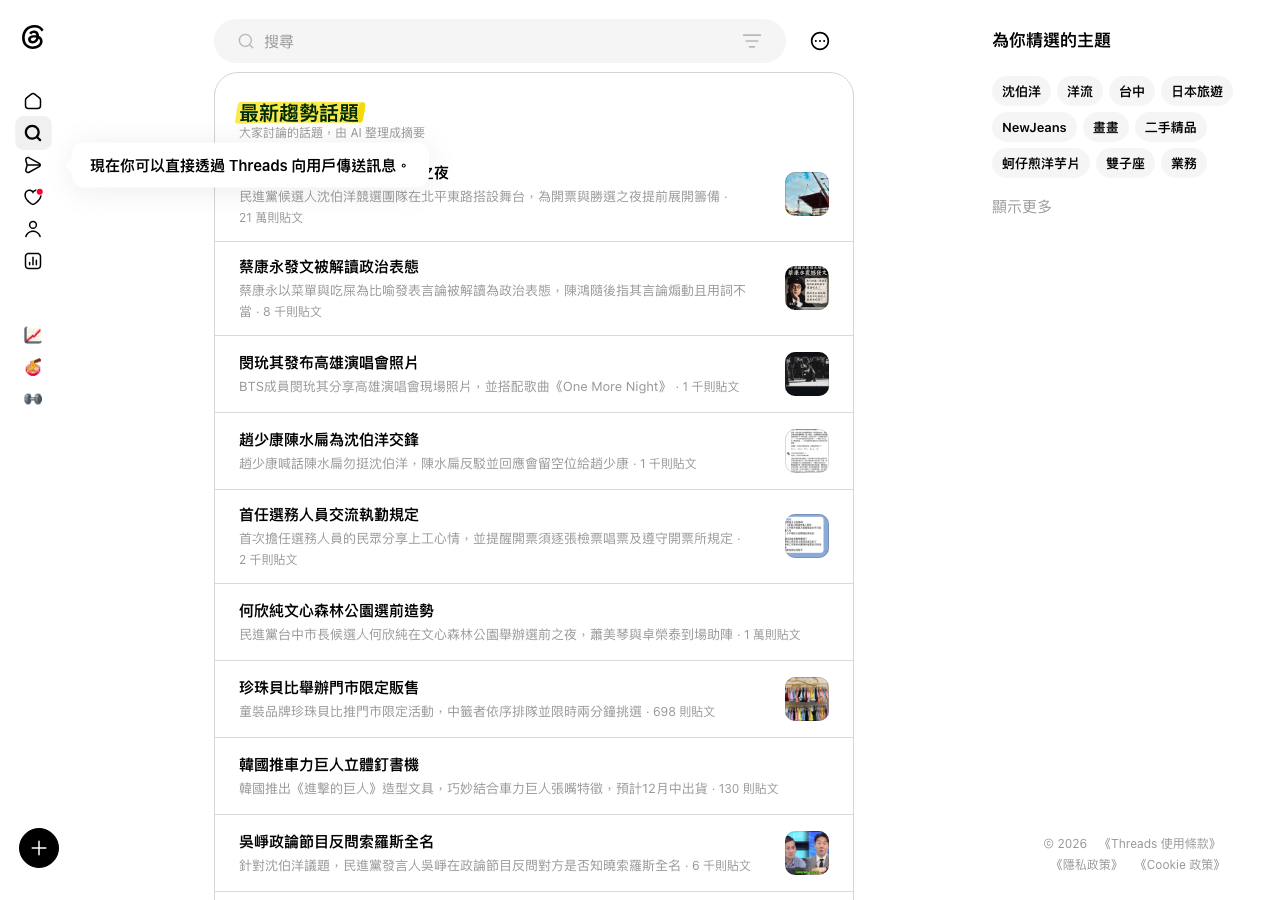 搜尋
最新趨勢話題
大家討論的話題，由 AI 整理成摘要
現在你可以直接透過 Threads 向用戶傳送訊息。
之夜
民進黨候選人沈伯洋競選團隊在北平東路搭設舞台，為開票與勝選之夜提前展開籌備 ·
21 萬則貼文
蔡康永發文被解讀政治表態
蔡康永以菜單與吃屎為比喻發表言論被解讀為政治表態，陳鴻隨後指其言論煽動且用詞不
當 · 8 千則貼文
閔玧其發布高雄演唱會照片
BTS成員閔玧其分享高雄演唱會現場照片，並搭配歌曲《One More Night》 · 1 千則貼文
趙少康陳水扁為沈伯洋交鋒
趙少康喊話陳水扁勿挺沈伯洋，陳水扁反駁並回應會留空位給趙少康 · 1 千則貼文
首任選務人員交流執勤規定
首次擔任選務人員的民眾分享上工心情，並提醒開票須逐張檢票唱票及遵守開票所規定 ·
2 千則貼文
何欣純文心森林公園選前造勢
民進黨台中市長候選人何欣純在文心森林公園舉辦選前之夜，蕭美琴與卓榮泰到場助陣 · 1 萬則貼文
珍珠貝比舉辦門市限定販售
童裝品牌珍珠貝比推門市限定活動，中籤者依序排隊並限時兩分鐘挑選 · 698 則貼文
韓國推車力巨人立體釘書機
韓國推出《進擊的巨人》造型文具，巧妙結合車力巨人張嘴特徵，預計12月中出貨 · 130 則貼文
吳崢政論節目反問索羅斯全名
針對沈伯洋議題，民進黨發言人吳崢在政論節目反問對方是否知曉索羅斯全名 · 6 千則貼文
為你精選的主題
沈伯洋 洋流 台中 日本旅遊
NewJeans 畫畫 二手精品
蚵仔煎洋芋片 雙子座 業務
顯示更多
© 2026 《Threads 使用條款》
《隱私政策》 《Cookie 政策》